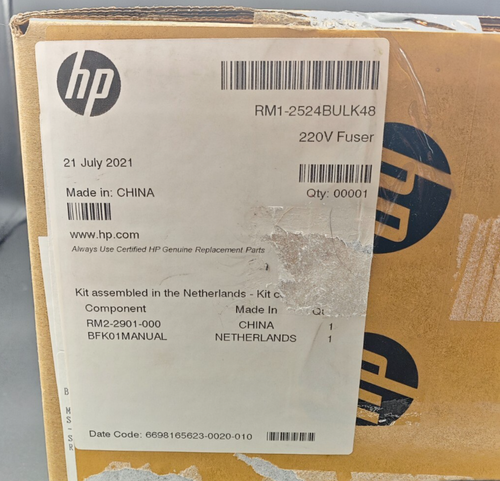 hp
RM1-2524BULK48
220V Fuser
21 July 2021
Made in: CHINA
Qty: 00001
www.hp.com
Always Use Certified HP Genuine Replacement Parts
Kit assembled in the Netherlands - Kit
Component Made In
RM2-2901-000 CHINA 1
BFK01MANUAL NETHERLANDS 1
Date Code: 6698165623-0020-010
hp
hp